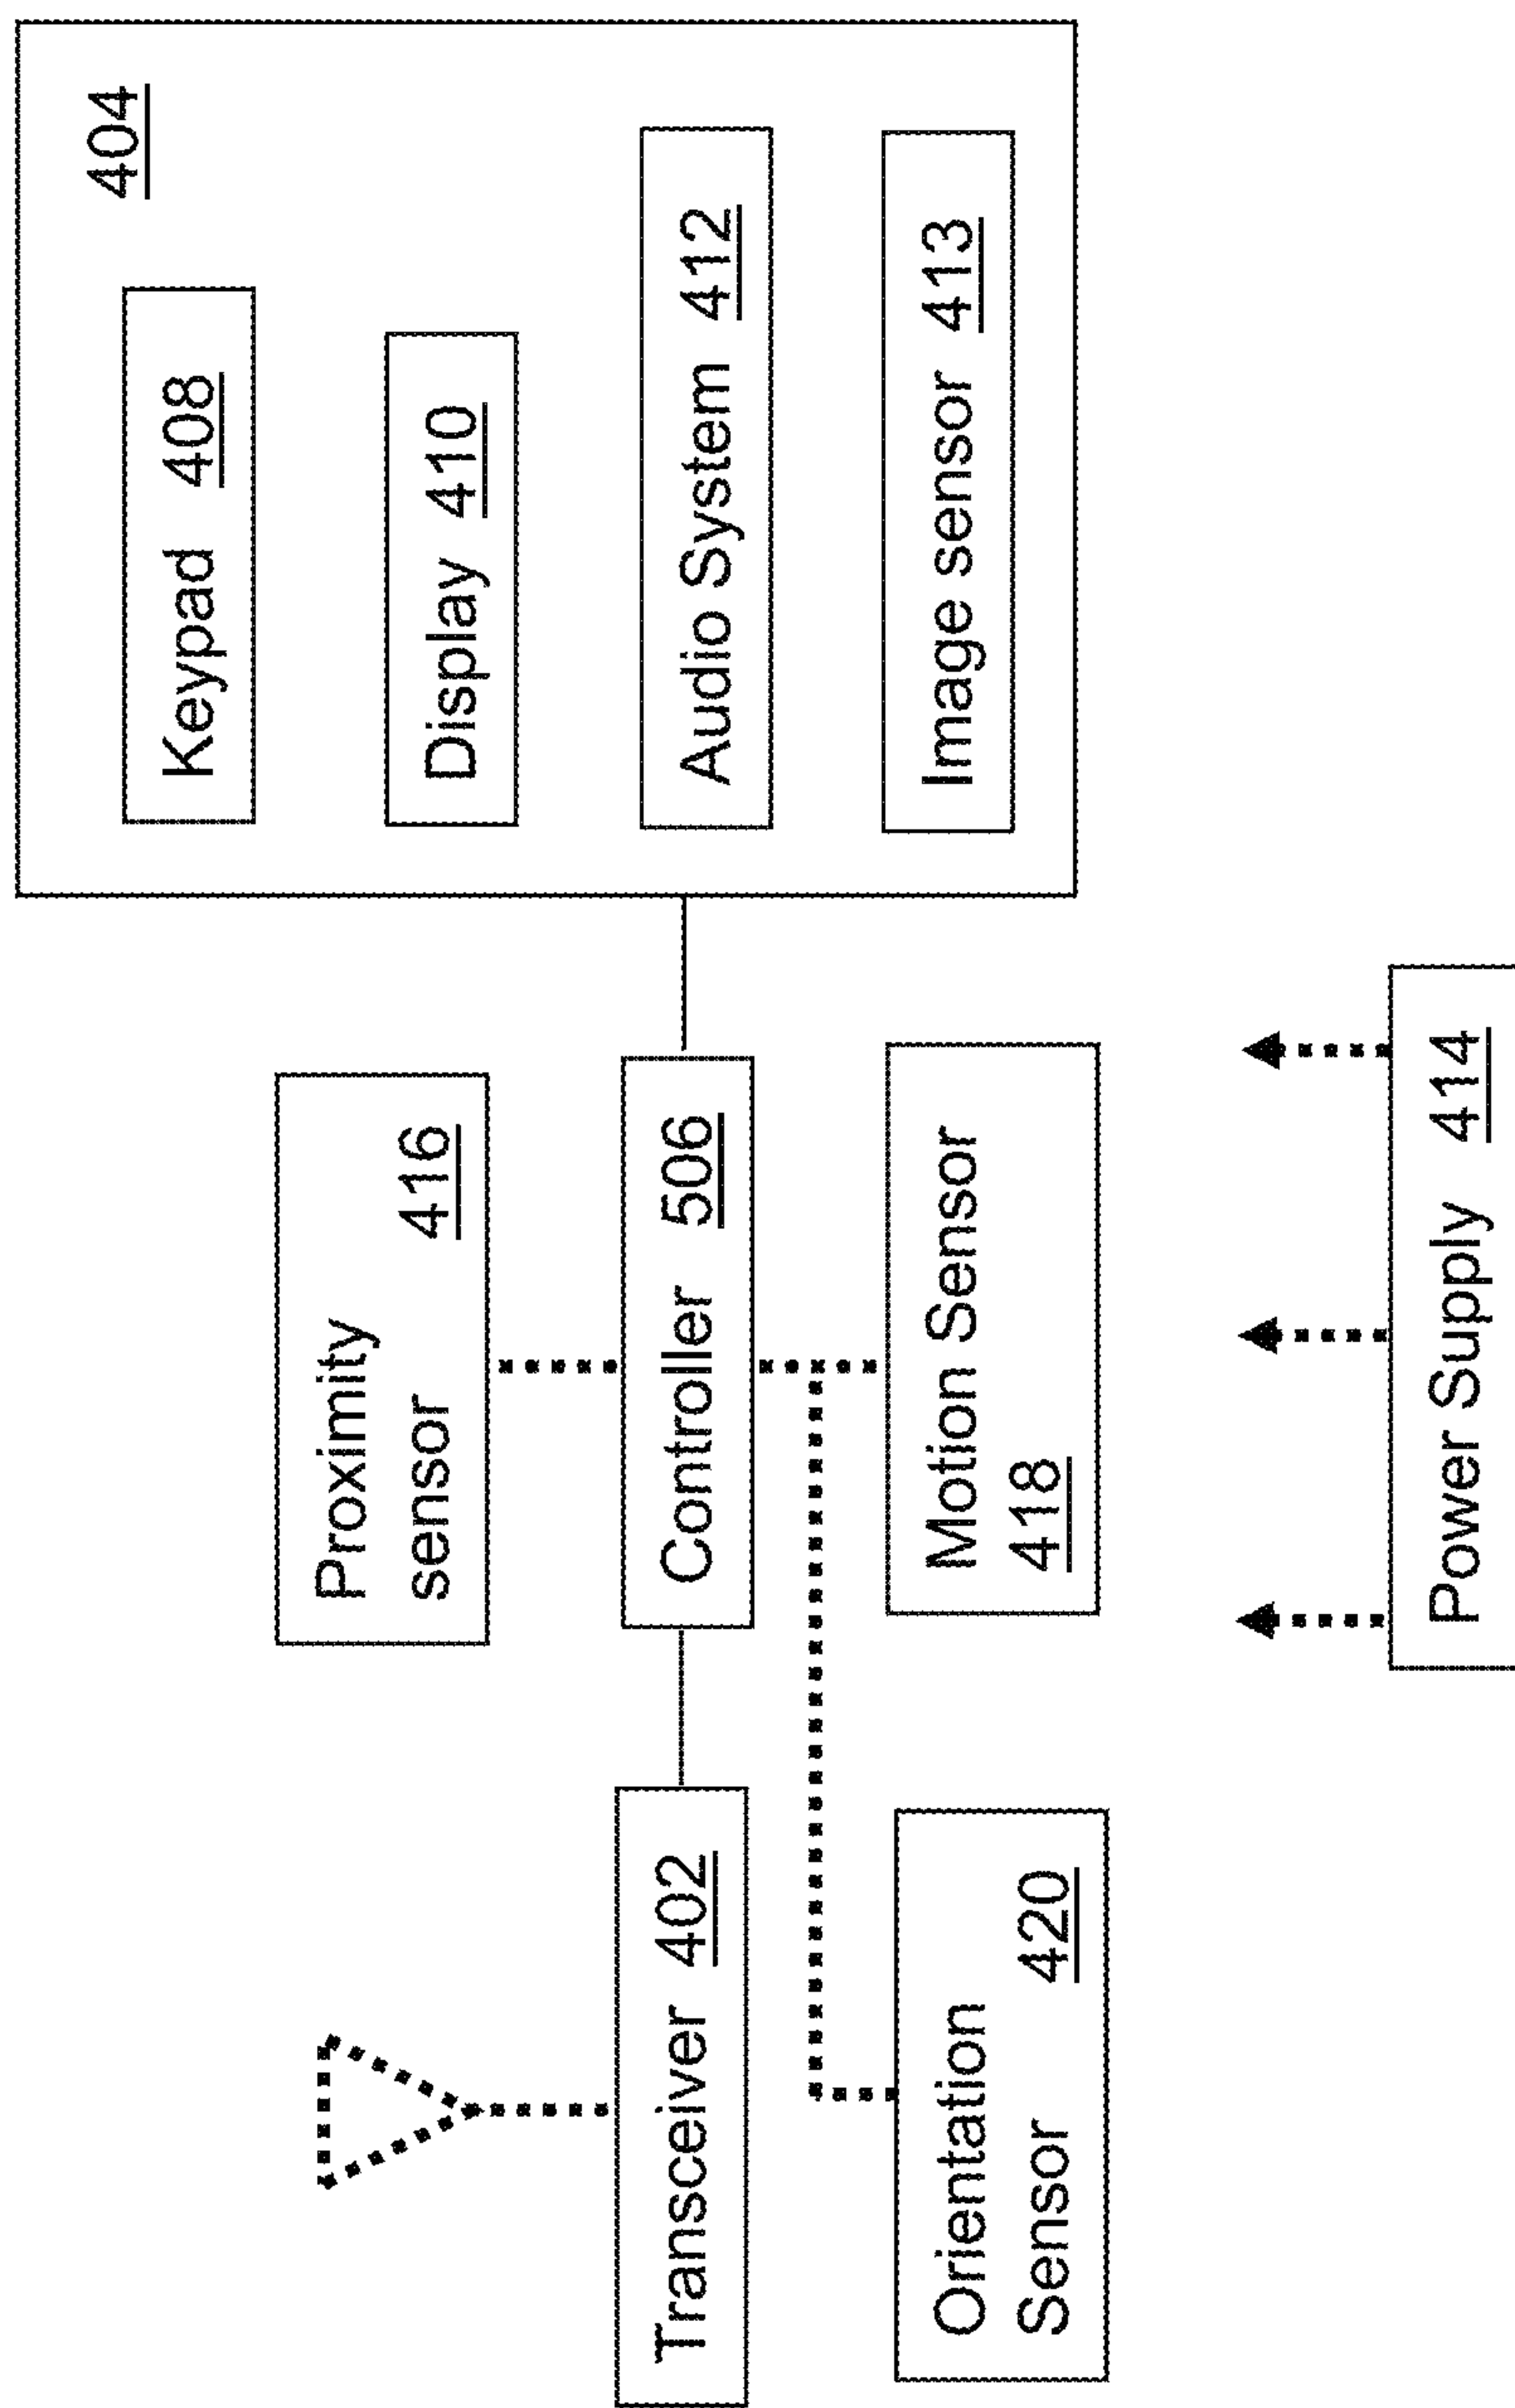 404
Keypad 408
Display 410
Audio System 412
Image sensor 413
Proximity
sensor 416
Controller 506
Motion Sensor
418
Transceiver 402
Orientation
Sensor 420
Power Supply 414